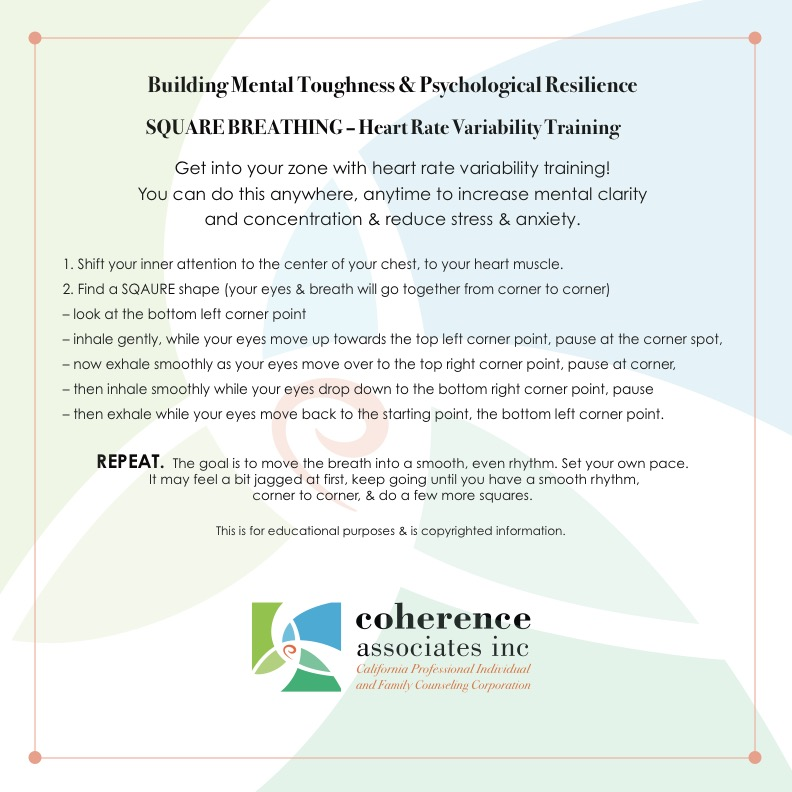 Building Mental Toughness & Psychological Resilience
SQUARE BREATHING – Heart Rate Variability Training
Get into your zone with heart rate variability training!
You can do this anywhere, anytime to increase mental clarity
and concentration & reduce stress & anxiety.
1. Shift your inner attention to the center of your chest, to your heart muscle.
2. Find a SQAURE shape (your eyes & breath will go together from corner to corner)
– look at the bottom left corner point
– inhale gently, while your eyes move up towards the top left corner point, pause at the corner spot,
– now exhale smoothly as your eyes move over to the top right corner point, pause at corner,
– then inhale smoothly while your eyes drop down to the bottom right corner point, pause
– then exhale while your eyes move back to the starting point, the bottom left corner point.
REPEAT. The goal is to move the breath into a smooth, even rhythm. Set your own pace.
It may feel a bit jagged at first, keep going until you have a smooth rhythm,
corner to corner, & do a few more squares.
This is for educational purposes & is copyrighted information.
coherence
associates inc
California Professional Individual
and Family Counseling Corporation